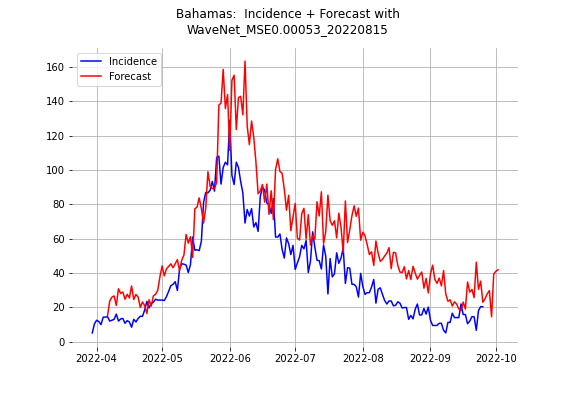 Bahamas:  Incidence + Forecast with
WaveNet_MSE0.00053_20220815
Incidence
Forecast
160
140
120
100
80
60
40
20
0
2022-04 2022-05 2022-06 2022-07 2022-08 2022-09 2022-10